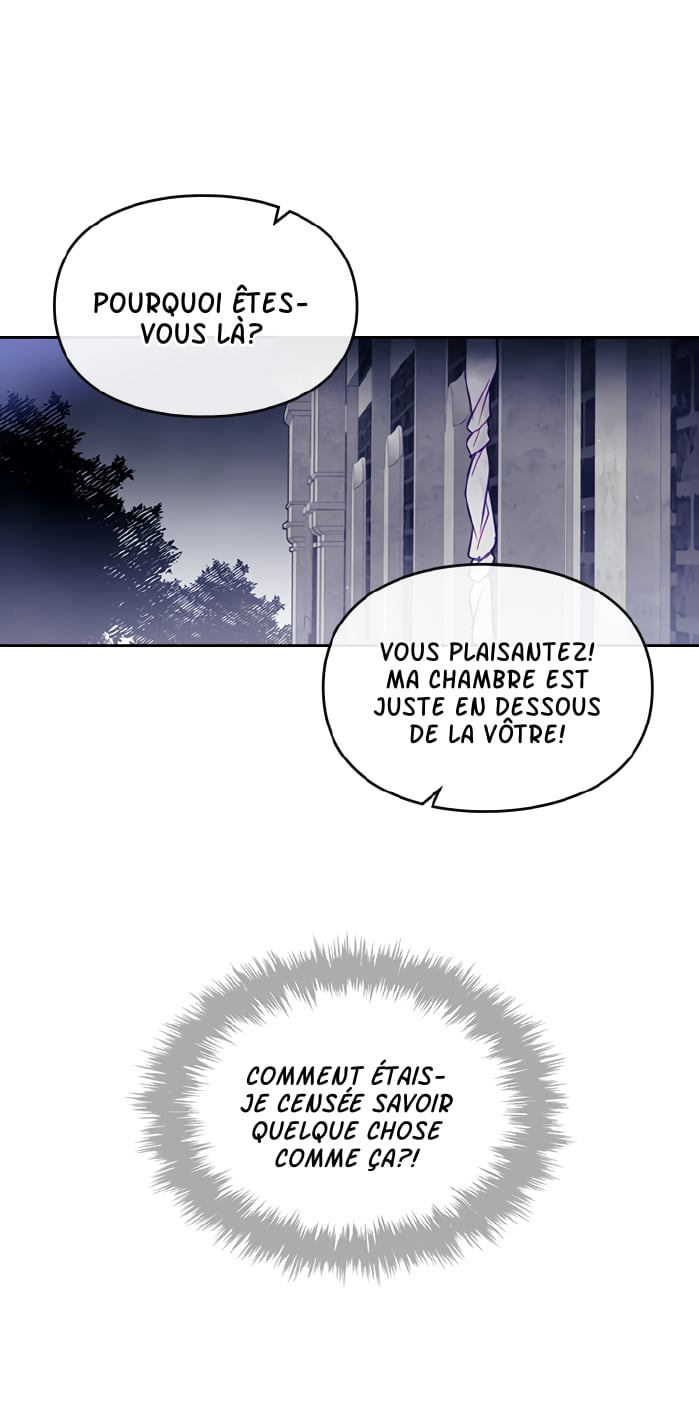 POURQUOI ÊTES-
VOUS LÀ?
VOUS PLAISANTEZ!
MA CHAMBRE EST
JUSTE EN DESSOUS
DE LA VÔTRE!
COMMENT ÉTAIS-
JE CENSÉE SAVOIR
QUELQUE CHOSE
COMME ÇA?!